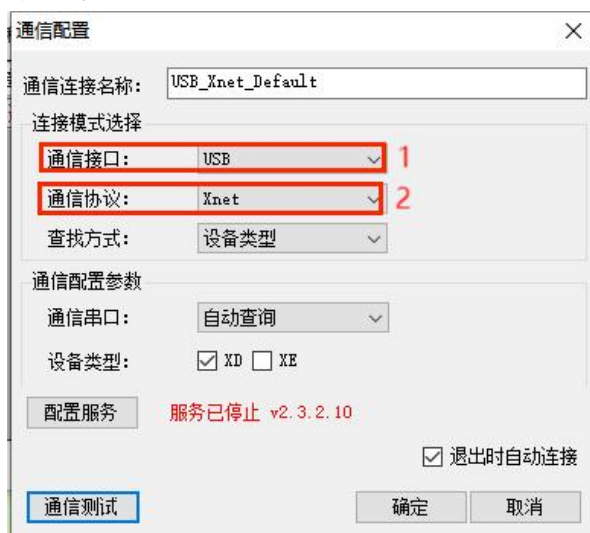 通信配置
通信连接名称： USB_Xnet_Default
连接模式选择
通信接口： USB 1
通信协议： Xnet 2
查找方式： 设备类型
通信配置参数
通信串口： 自动查询
设备类型： XD XE
配置服务 服务已停止 v2.3.2.10
退出时自动连接
通信测试 确定 取消